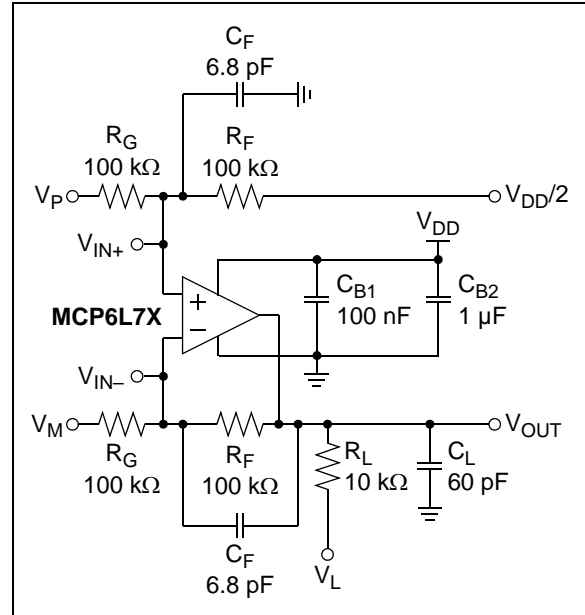 C_F
6.8 pF
R_G
100 kΩ
R_F
100 kΩ
V_P
V_DD/2
V_IN+
V_DD
MCP6L7X
C_B1
100 nF
C_B2
1 µF
V_IN–
V_M
V_OUT
R_G
100 kΩ
R_F
100 kΩ
R_L
10 kΩ
C_L
60 pF
C_F
6.8 pF
V_L